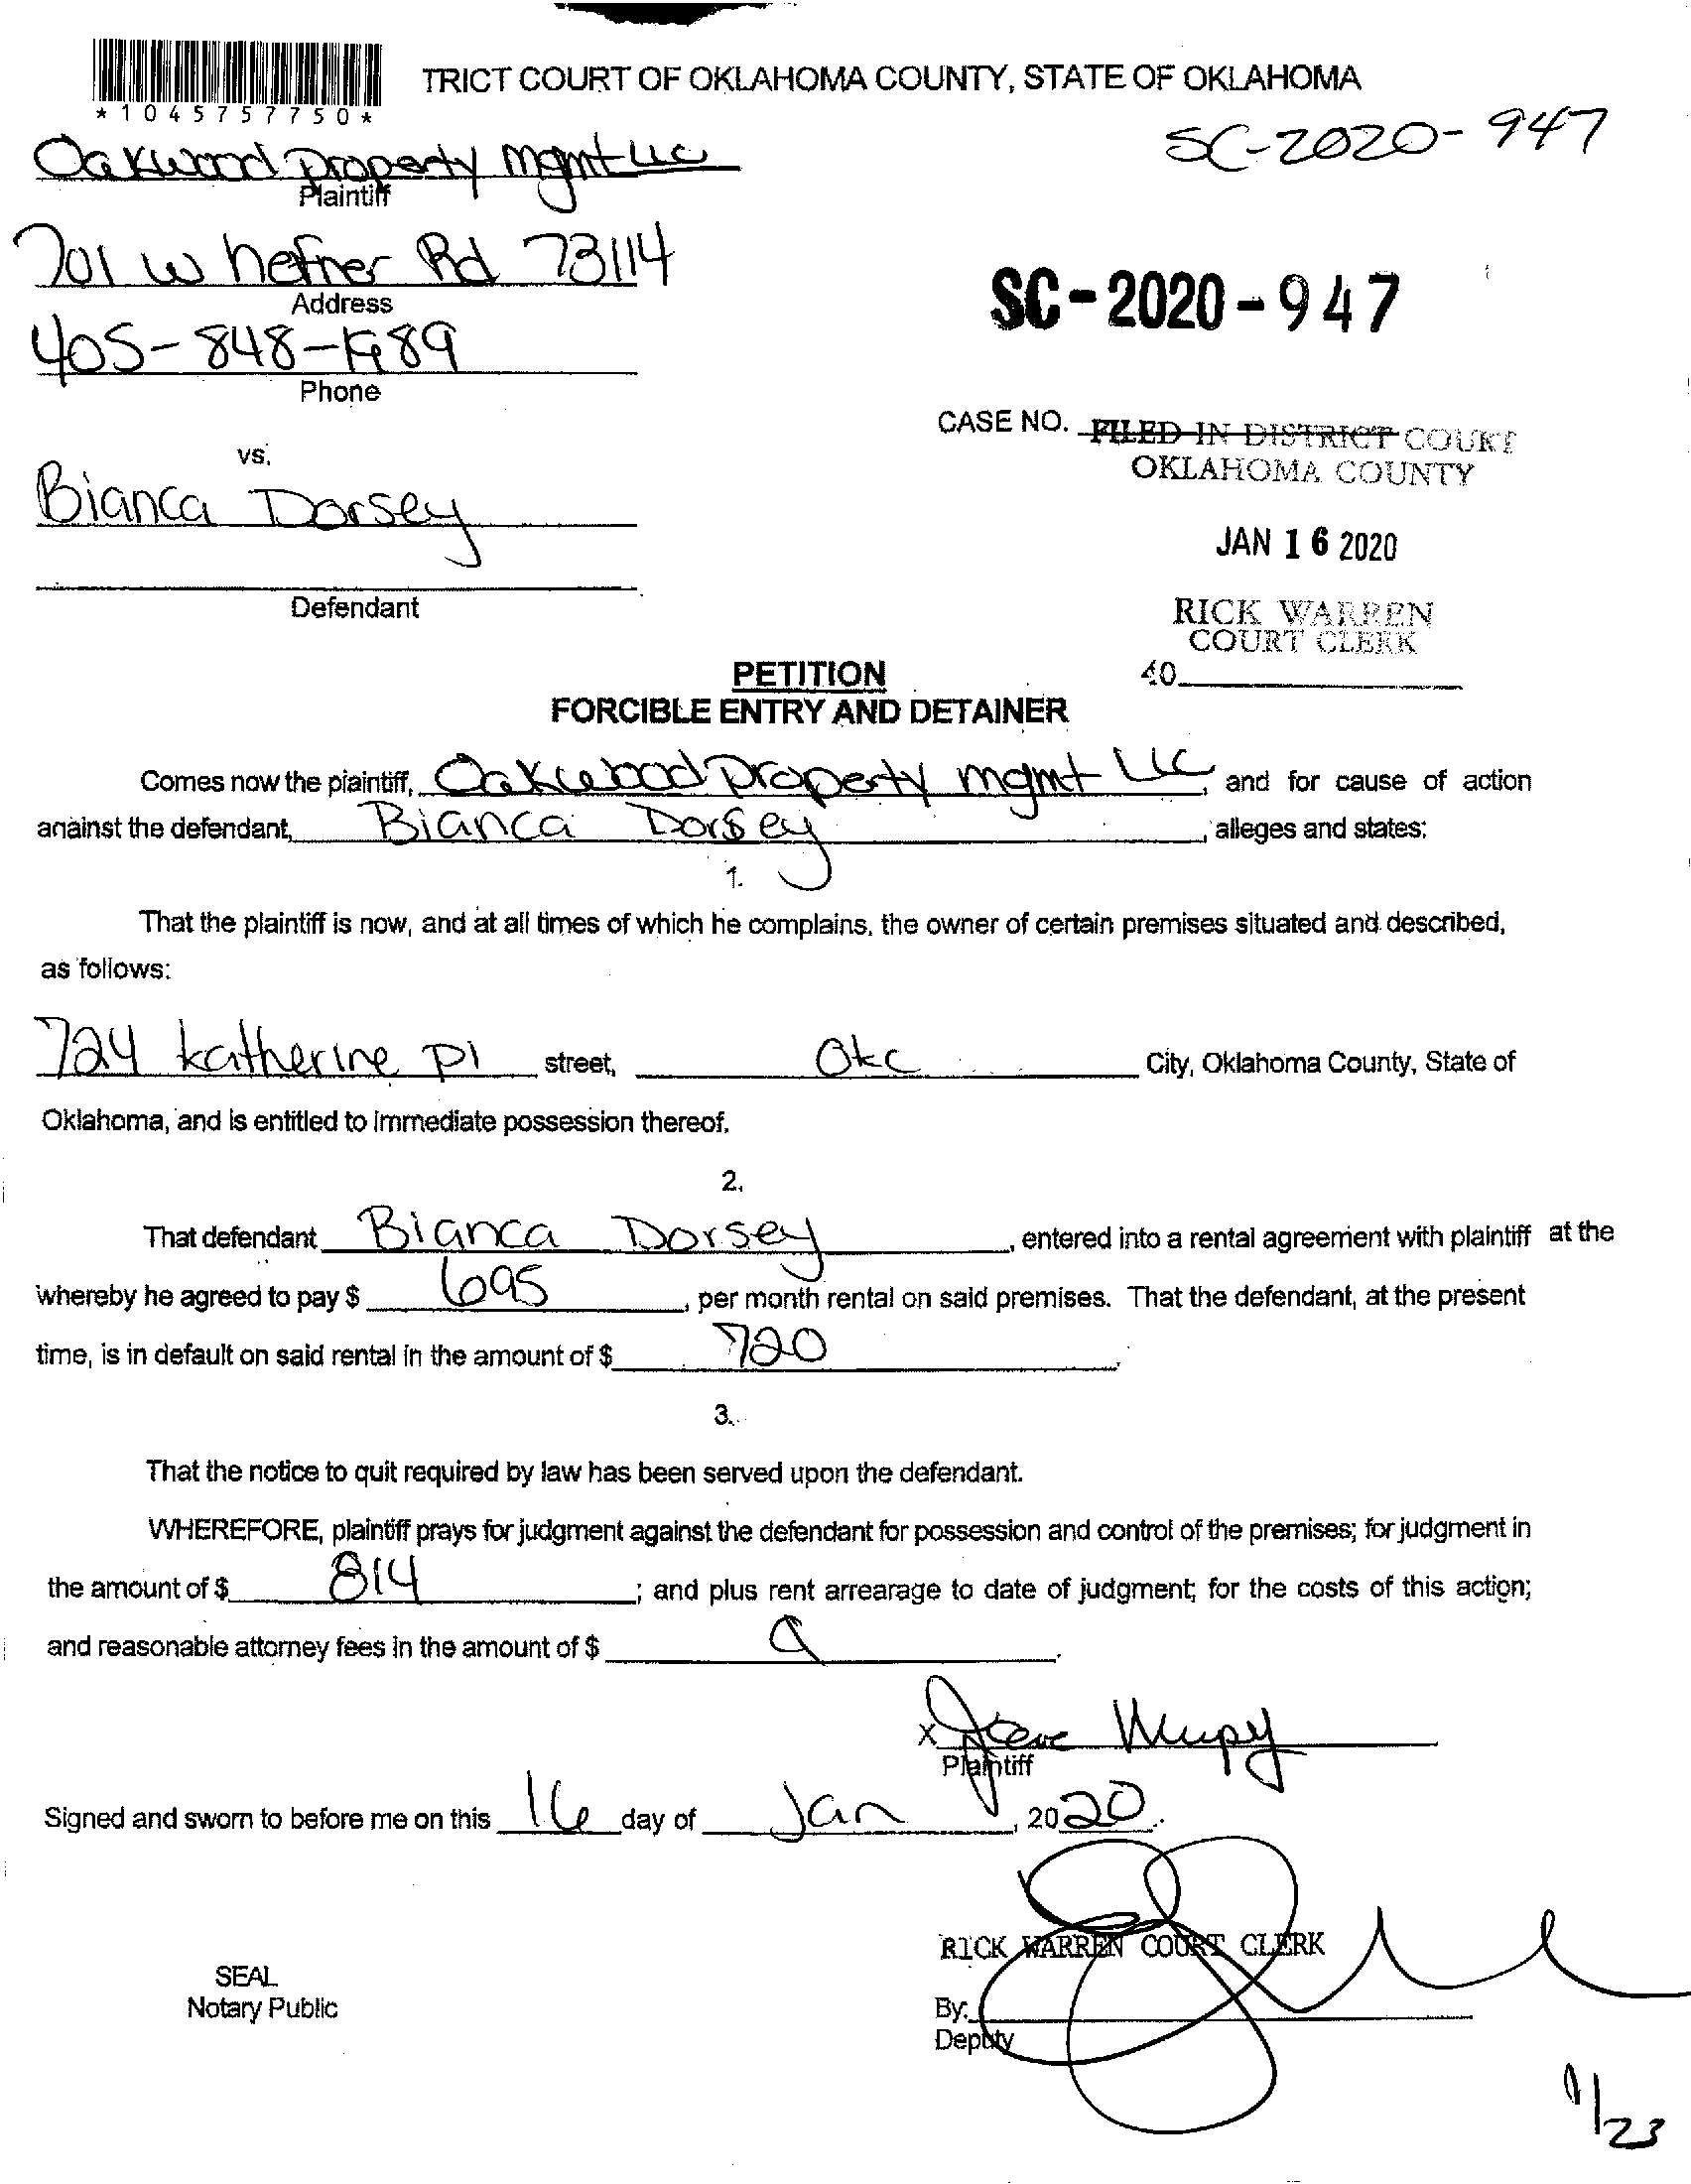 TRICT COURT OF OKLAHOMA COUNTY, STATE OF OKLAHOMA
*1045757750*
SC-2020-947
Oakwood property mgmt LLC
Plaintiff
701 w hefner Rd 73114
Address
SC-2020-947
405-848-
Phone
CASE NO. FILED IN DISTRICT COURT
OKLAHOMA COUNTY
vs.
Bianca Dorsey
JAN 16 2020
Defendant
RICK WARREN
COURT CLERK
40
PETITION
FORCIBLE ENTRY AND DETAINER
Comes now the plaintiff, Oakwood property mgmt LLC, and for cause of action
against the defendant, Bianca Dorsey, alleges and states:
1.
That the plaintiff is now, and at all times of which he complains, the owner of certain premises situated and described,
as follows:
724 katherine pl street, Okc City, Oklahoma County, State of
Oklahoma, and is entitled to immediate possession thereof.
2.
That defendant Bianca Dorsey, entered into a rental agreement with plaintiff at the
whereby he agreed to pay $ 695, per month rental on said premises. That the defendant, at the present
time, is in default on said rental in the amount of $ 720.
3.
That the notice to quit required by law has been served upon the defendant.
WHEREFORE, plaintiff prays for judgment against the defendant for possession and control of the premises; for judgment in
the amount of $ 814; and plus rent arrearage to date of judgment; for the costs of this action;
and reasonable attorney fees in the amount of $
X Steve
Plaintiff
Signed and sworn to before me on this 16 day of Jan, 2020.
RICK WARREN COURT CLERK
SEAL
Notary Public
By:
Deputy
1/23